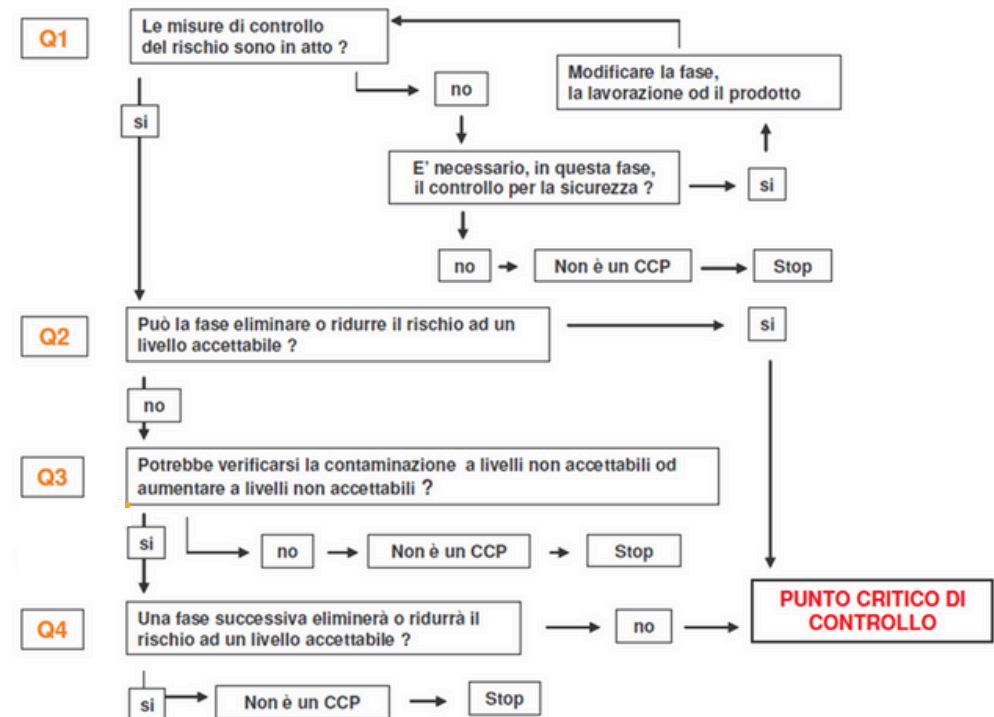 Q1
Le misure di controllo
del rischio sono in atto ?
Modificare la fase,
la lavorazione od il prodotto
no
si
E' necessario, in questa fase,
il controllo per la sicurezza ?
si
no
Non è un CCP
Stop
Q2
Può la fase eliminare o ridurre il rischio ad un
livello accettabile ?
si
no
Q3
Potrebbe verificarsi la contaminazione a livelli non accettabili od
aumentare a livelli non accettabili ?
si
no
Non è un CCP
Stop
Q4
Una fase successiva eliminerà o ridurrà il
rischio ad un livello accettabile ?
no
PUNTO CRITICO DI
CONTROLLO
si
Non è un CCP
Stop